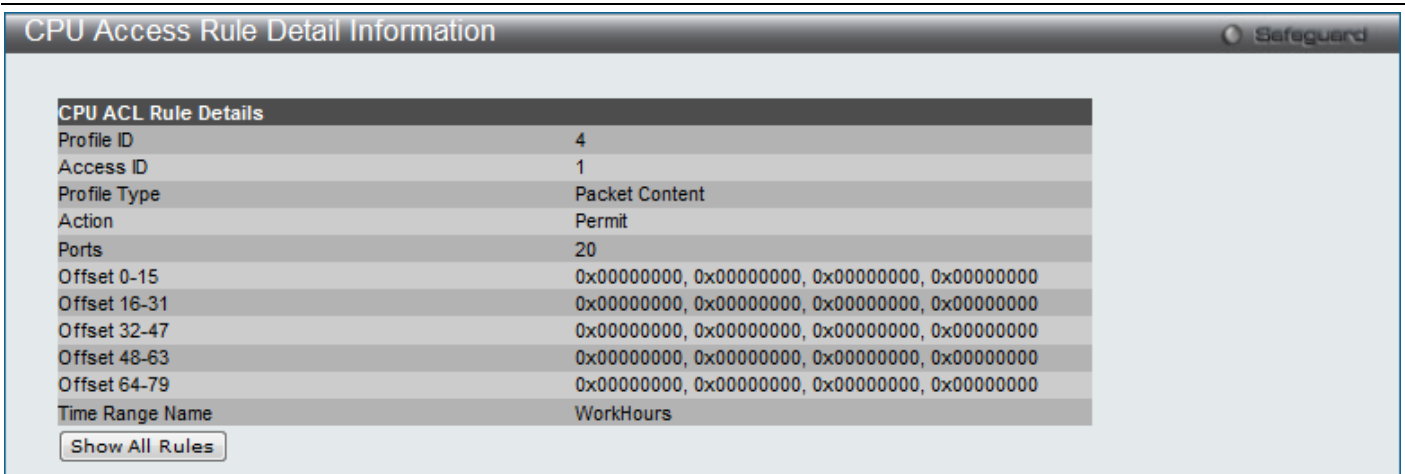 CPU Access Rule Detail Information Safeguard
CPU ACL Rule Details
Profile ID 4
Access ID 1
Profile Type Packet Content
Action Permit
Ports 20
Offset 0-15 0x00000000, 0x00000000, 0x00000000, 0x00000000
Offset 16-31 0x00000000, 0x00000000, 0x00000000, 0x00000000
Offset 32-47 0x00000000, 0x00000000, 0x00000000, 0x00000000
Offset 48-63 0x00000000, 0x00000000, 0x00000000, 0x00000000
Offset 64-79 0x00000000, 0x00000000, 0x00000000, 0x00000000
Time Range Name WorkHours
Show All Rules